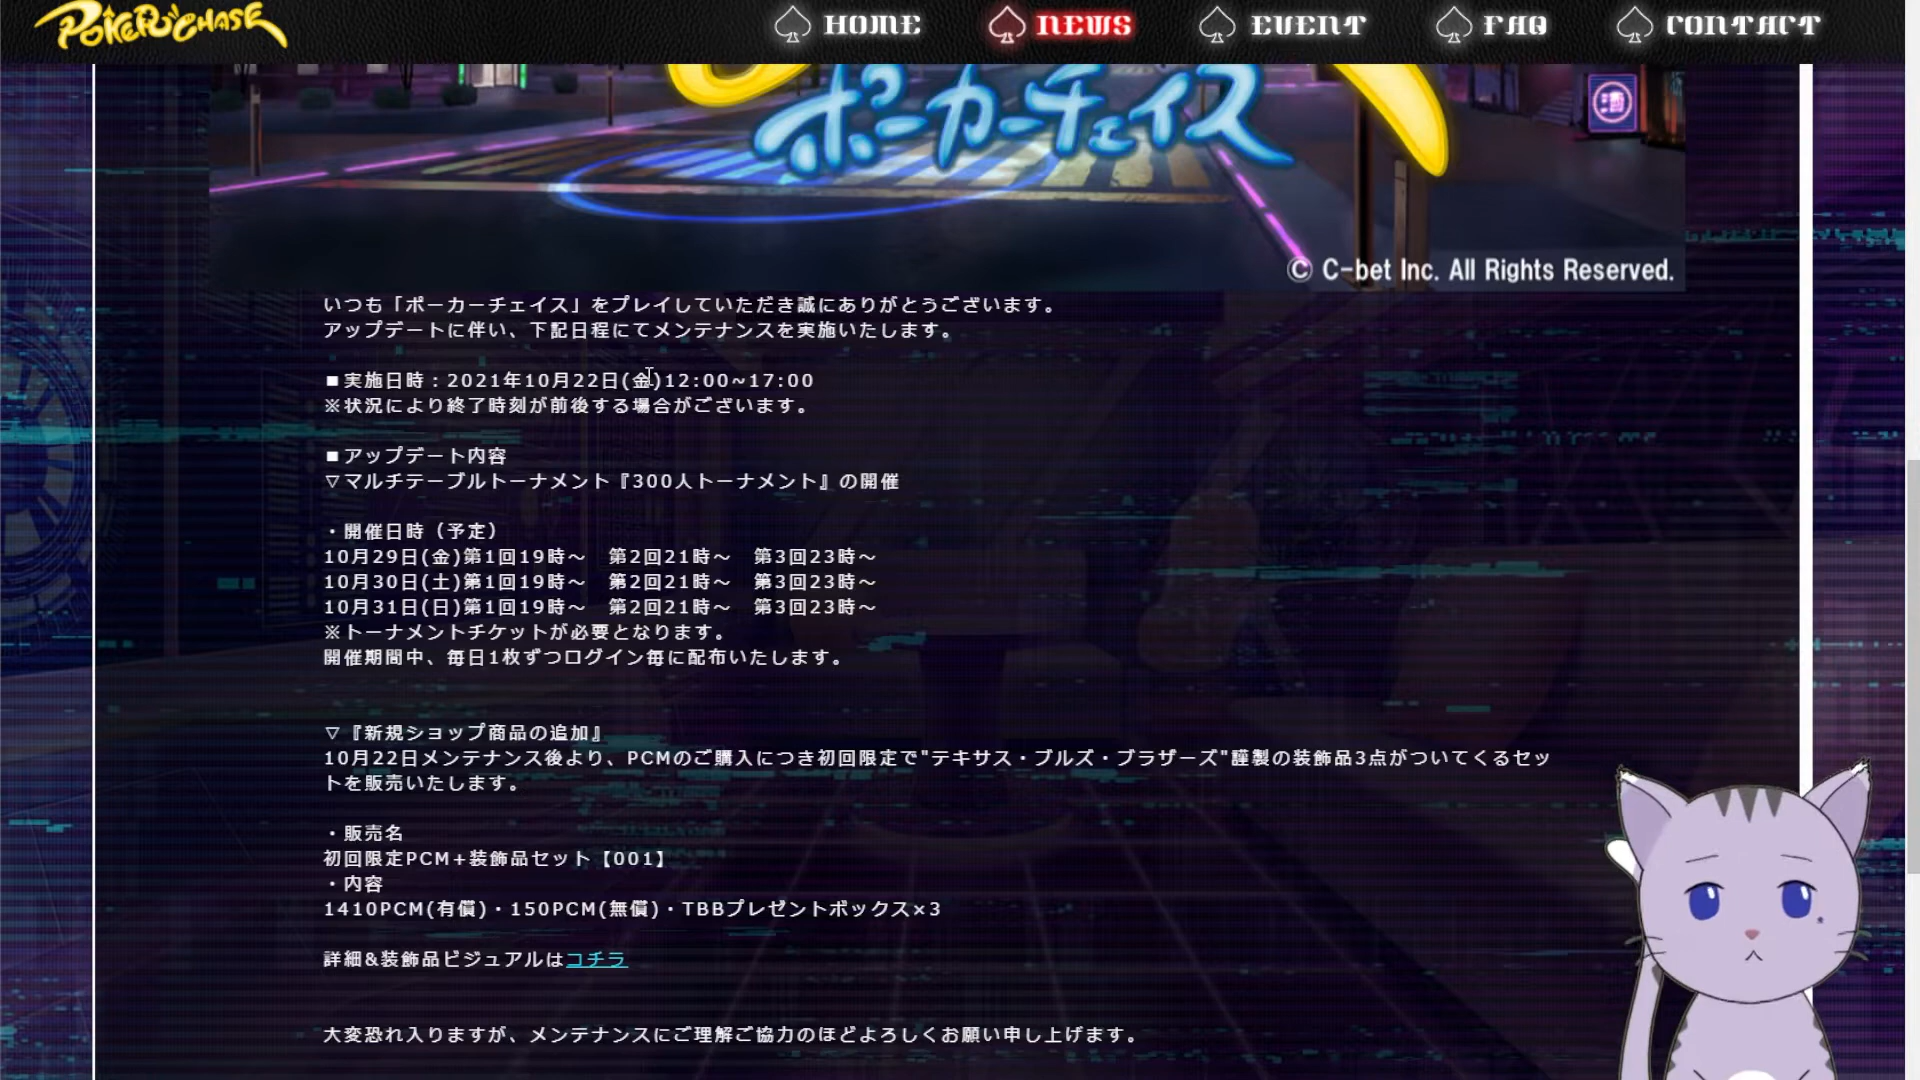 POKER CHASE
HOME
NEWS
EVENT
FAQ
CONTACT
ポーカーチェイス
酒
© C-bet Inc. All Rights Reserved.
いつも「ポーカーチェイス」をプレイしていただき誠にありがとうございます。
アップデートに伴い、下記日程にてメンテナンスを実施いたします。
■実施日時：2021年10月22日(金)12:00~17:00
※状況により終了時刻が前後する場合がございます。
■アップデート内容
▽マルチテーブルトーナメント『300人トーナメント』の開催
・開催日時（予定）
10月29日(金)第1回19時～　第2回21時～　第3回23時～
10月30日(土)第1回19時～　第2回21時～　第3回23時～
10月31日(日)第1回19時～　第2回21時～　第3回23時～
※トーナメントチケットが必要となります。
開催期間中、毎日1枚ずつログイン毎に配布いたします。
▽『新規ショップ商品の追加』
10月22日メンテナンス後より、PCMのご購入につき初回限定で"テキサス・ブルズ・ブラザーズ"謹製の装飾品3点がついてくるセッ
トを販売いたします。
・販売名
初回限定PCM+装飾品セット【001】
・内容
1410PCM(有償)・150PCM(無償)・TBBプレゼントボックス×3
詳細&装飾品ビジュアルはコチラ
大変恐れ入りますが、メンテナンスにご理解ご協力のほどよろしくお願い申し上げます。